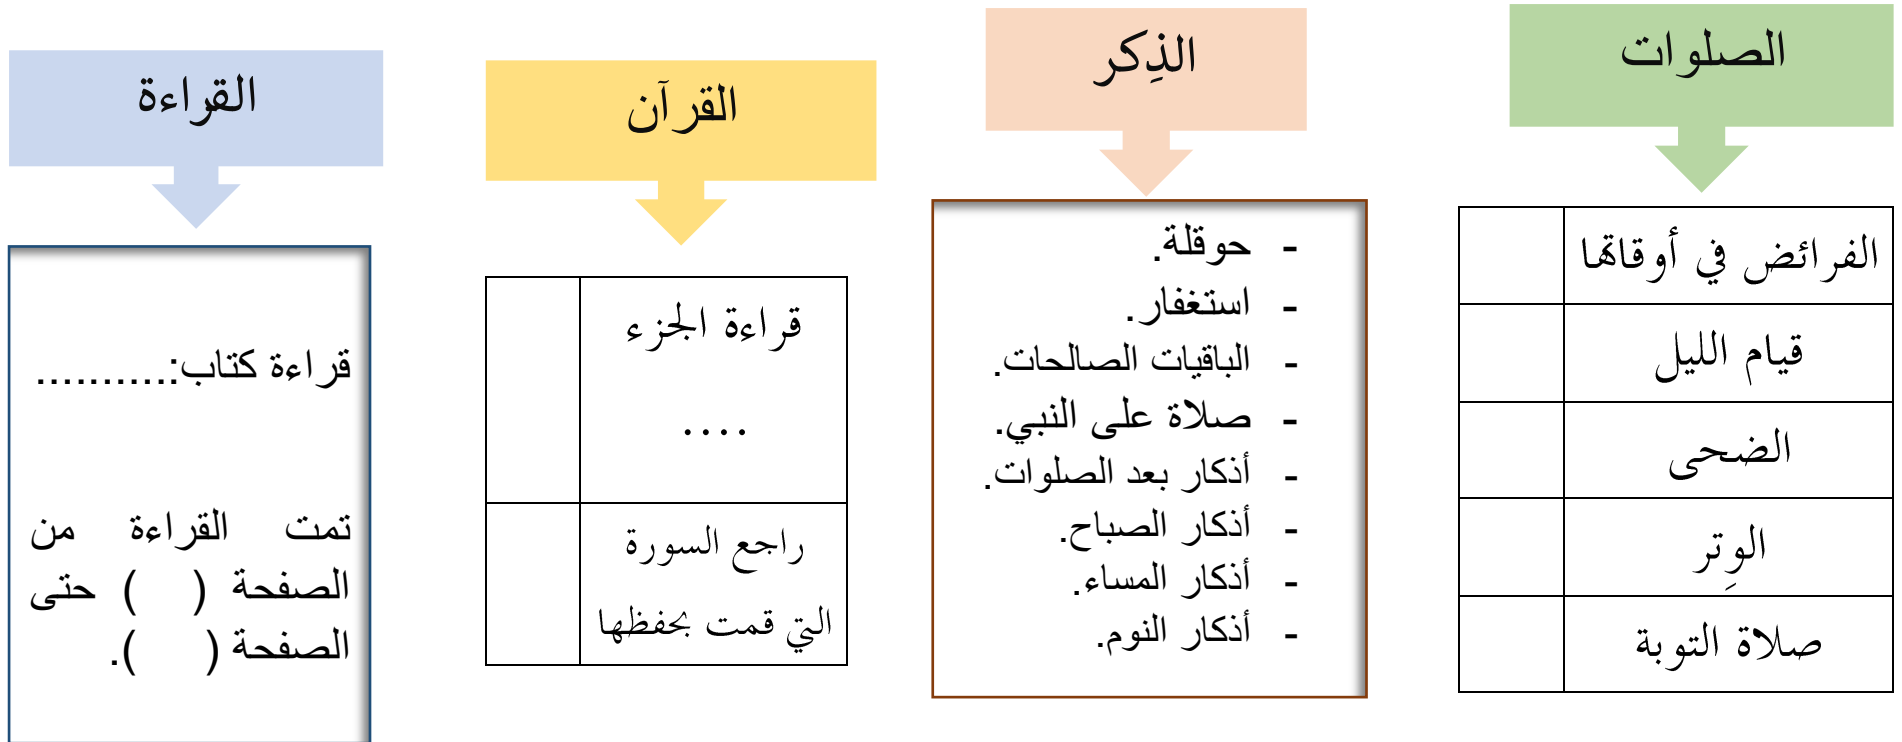 الصلوات
الفرائض في أوقاتها
قيام الليل
الضحى
الوِتر
صلاة التوبة
الذِكر
- حوقلة.
- استغفار.
- الباقيات الصالحات.
- صلاة على النبي.
- أذكار بعد الصلوات.
- أذكار الصباح.
- أذكار المساء.
- أذكار النوم.
القرآن
قراءة الجزء
....
راجع السورة
التي قمت بحفظها
القراءة
قراءة كتاب:...........
تمت القراءة من
الصفحة (   ) حتى
الصفحة (   ).